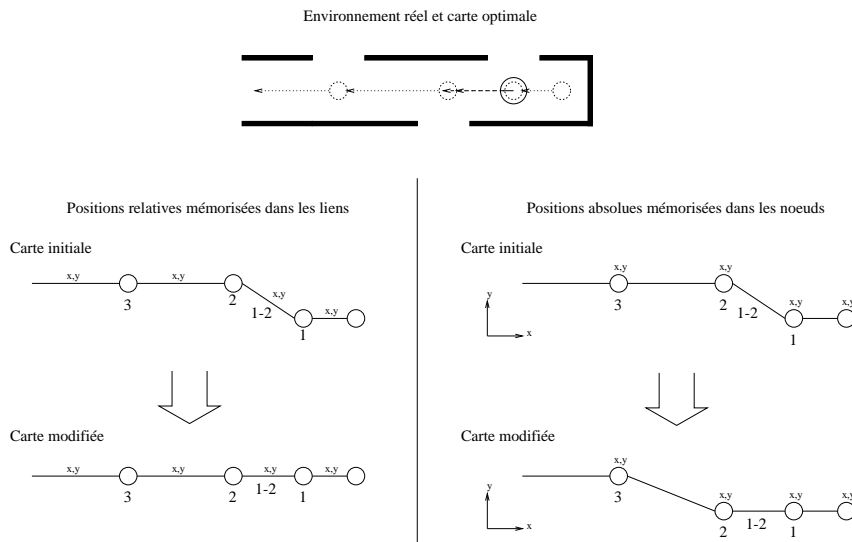 Environnement réel et carte optimale
Positions relatives mémorisées dans les liens
Carte initiale
x,y
x,y
x,y
x,y
3
2
1-2
1
Carte modifiée
x,y
x,y
x,y
x,y
3
2
1-2
1
Positions absolues mémorisées dans les noeuds
Carte initiale
x,y
x,y
x,y
x,y
y
x
3
2
1-2
1
Carte modifiée
x,y
x,y
x,y
x,y
y
x
3
2
1-2
1